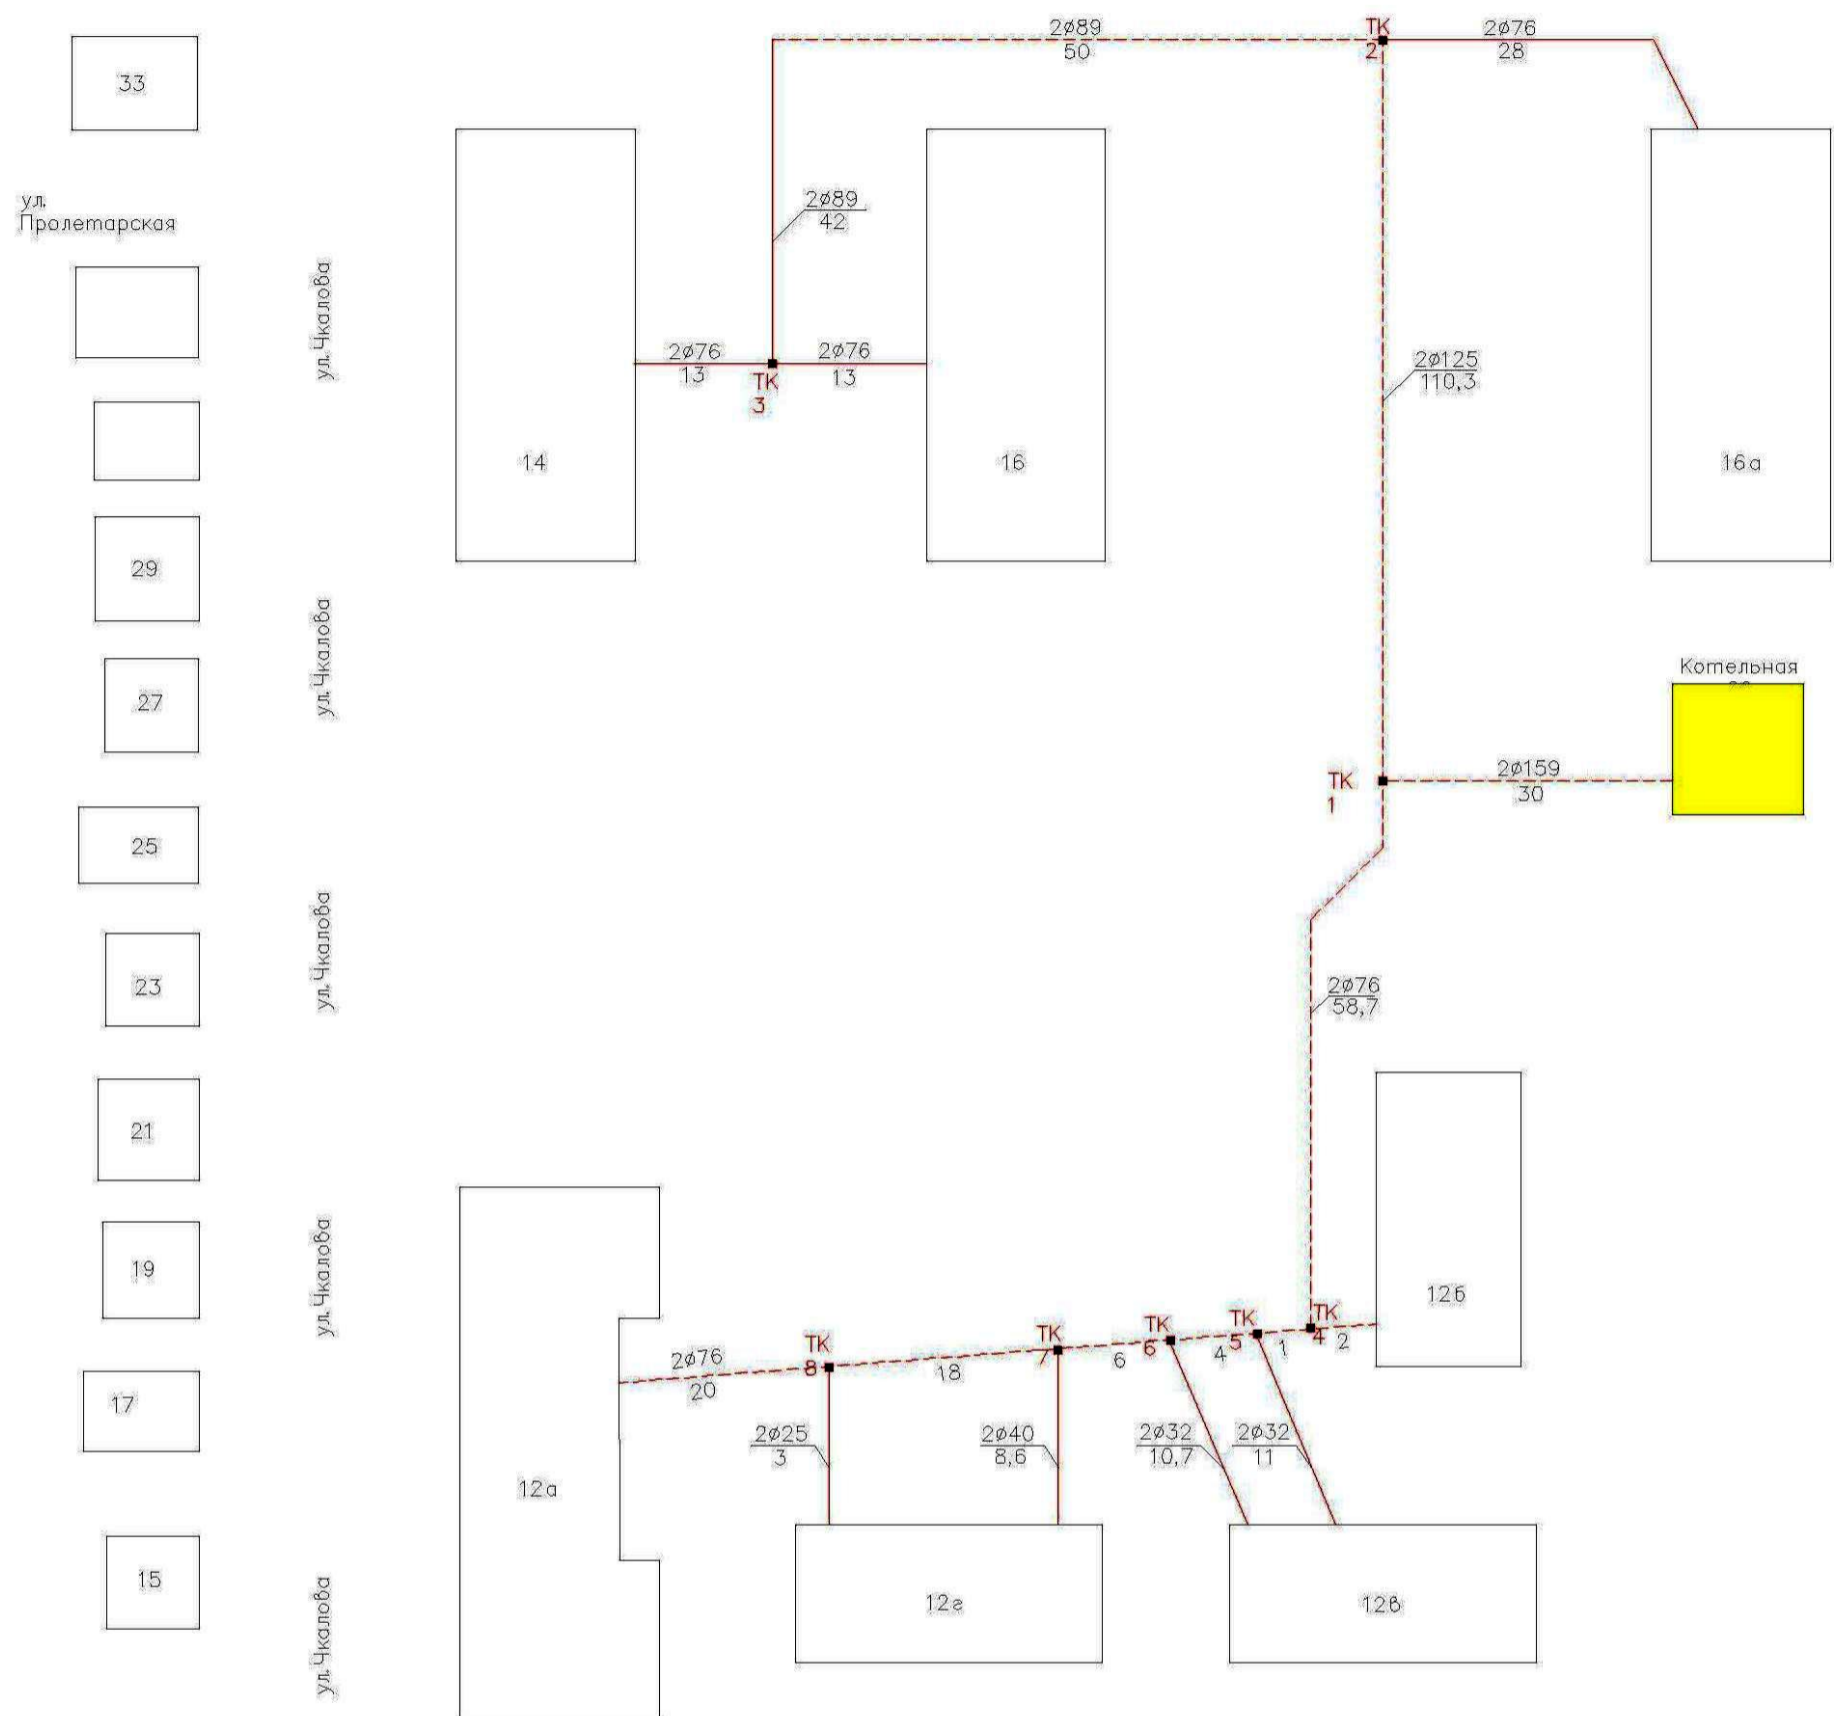 2ø89
50
ТК
2
2ø76
28
33
ул.
Пролетарская
2ø89
42
ул. Чкалова
2ø76
13
2ø76
13
ТК
3
2ø125
110,3
14
16
16а
29
ул. Чкалова
27
Котельная
2ø159
30
ТК
1
25
ул. Чкалова
23
2ø76
58,7
21
19
ул. Чкалова
12б
ТК
4
2
ТК
5
1
ТК
6
4
ТК
7
6
ТК
8
18
2ø76
20
17
2ø25
3
2ø40
8,6
2ø32
10,7
2ø32
11
12а
15
ул. Чкалова
12г
12в